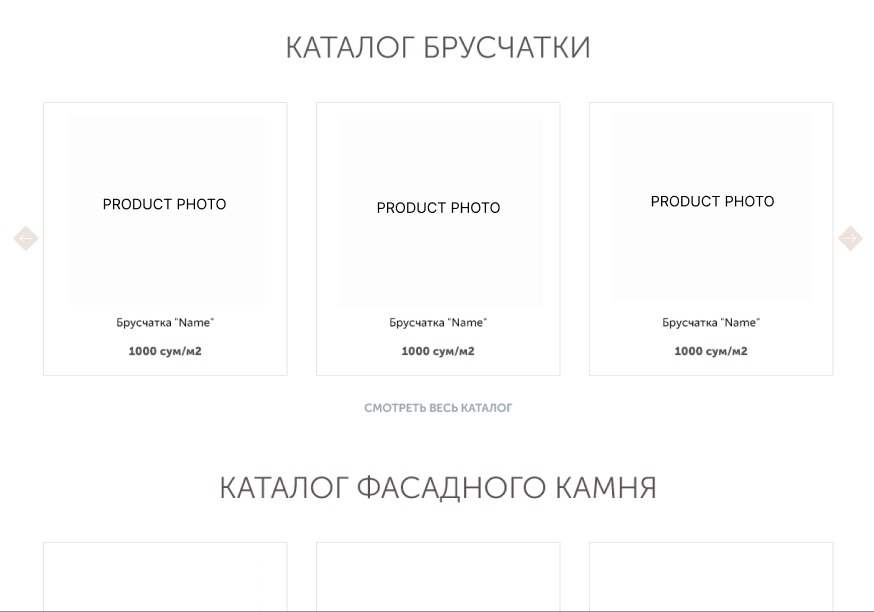 КАТАЛОГ БРУСЧАТКИ
PRODUCT PHOTO
Брусчатка "Name"
1000 сум/м2
PRODUCT PHOTO
Брусчатка "Name"
1000 сум/м2
PRODUCT PHOTO
Брусчатка "Name"
1000 сум/м2
СМОТРЕТЬ ВЕСЬ КАТАЛОГ
КАТАЛОГ ФАСАДНОГО КАМНЯ